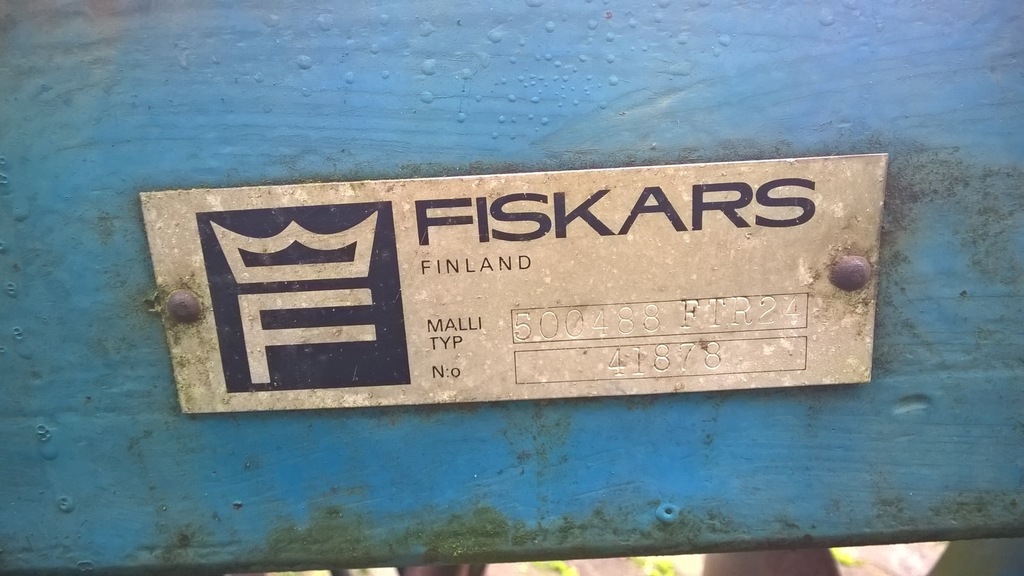 FISKARS
FINLAND
MALLI
TYP
500488 FTR24
N:o
41878